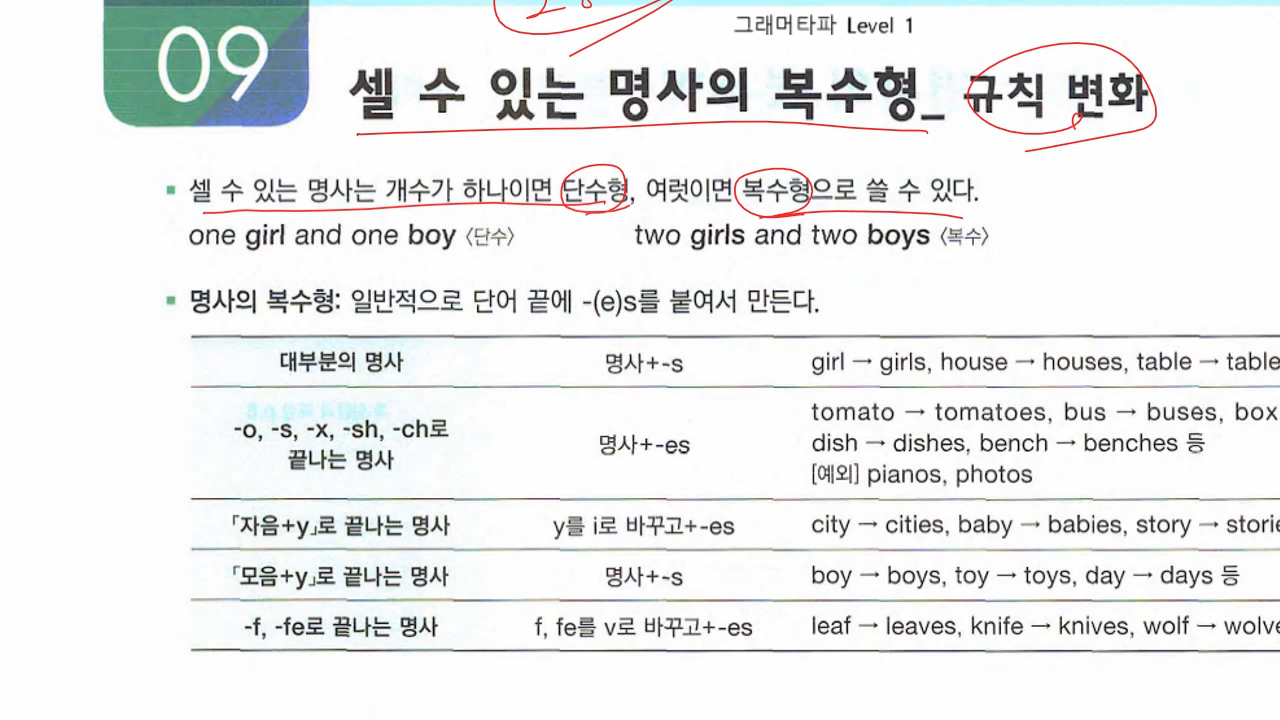 09
그래머타파 Level 1
셀 수 있는 명사의 복수형_ 규칙 변화
셀 수 있는 명사는 개수가 하나이면 단수형, 여럿이면 복수형으로 쓸 수 있다.
one girl and one boy 〈단수〉 two girls and two boys 〈복수〉
명사의 복수형: 일반적으로 단어 끝에 -(e)s를 붙여서 만든다.
대부분의 명사 명사+-s girl → girls, house → houses, table → table
-o, -s, -x, -sh, -ch로
끝나는 명사
명사+-es
tomato → tomatoes, bus → buses, box
dish → dishes, bench → benches 등
[예외] pianos, photos
「자음+y」로 끝나는 명사 y를 i로 바꾸고+-es city → cities, baby → babies, story → storie
「모음+y」로 끝나는 명사 명사+-s boy → boys, toy → toys, day → days 등
-f, -fe로 끝나는 명사 f, fe를 v로 바꾸고+-es leaf → leaves, knife → knives, wolf → wolve